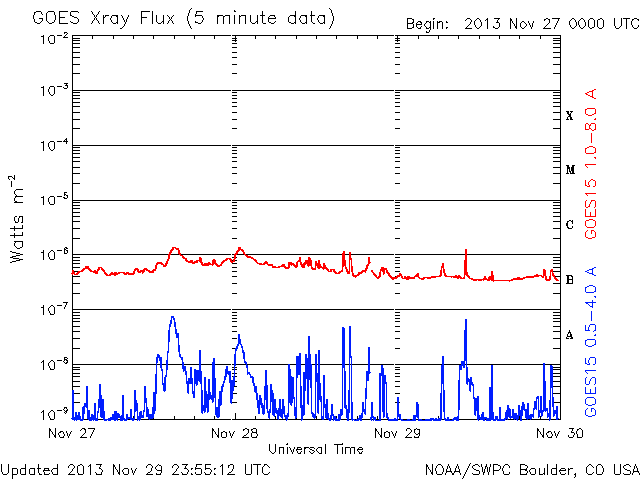 GOES Xray Flux (5 minute data)
Begin: 2013 Nov 27 0000 UTC
10⁻²
10⁻³
10⁻⁴
10⁻⁵
10⁻⁶
10⁻⁷
10⁻⁸
10⁻⁹
Watts m⁻²
X
M
C
B
A
GOES15 1.0-8.0 A
GOES15 0.5-4.0 A
Nov 27
Nov 28
Nov 29
Nov 30
Universal Time
Updated 2013 Nov 29 23:55:12 UTC
NOAA/SWPC Boulder, CO USA